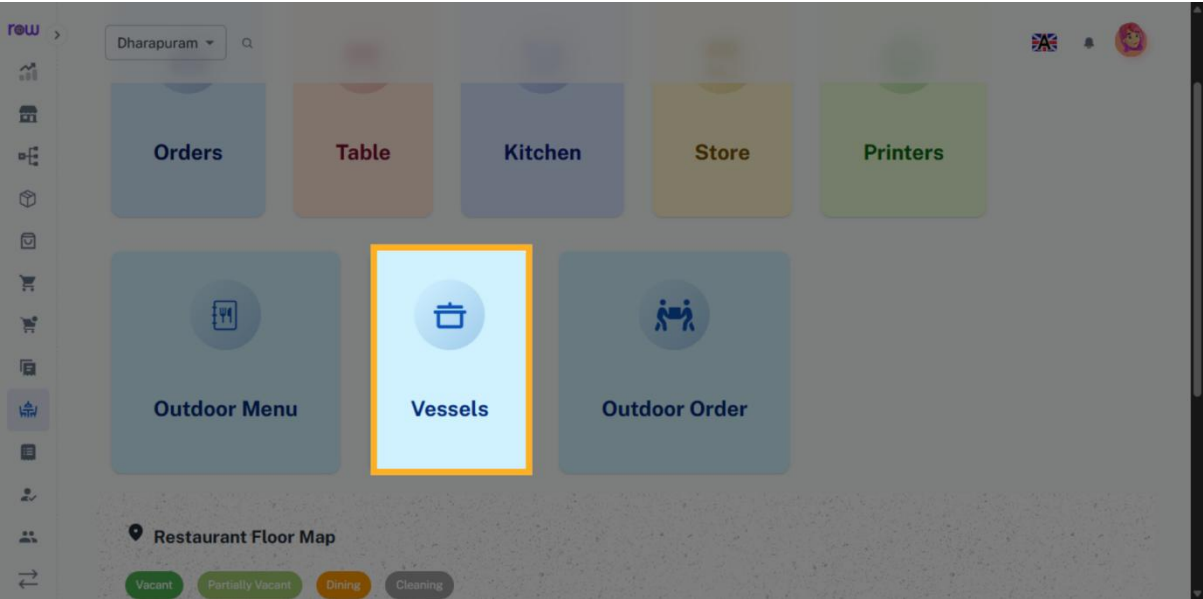 row
Dharapuram
A
Orders
Table
Kitchen
Store
Printers
Outdoor Menu
Vessels
Outdoor Order
Restaurant Floor Map
Vacant
Partially Vacant
Dining
Cleaning